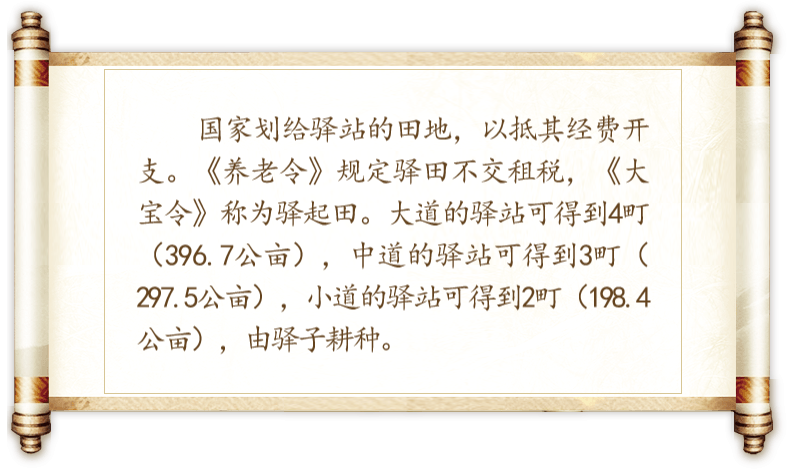 国家划给驿站的田地，以抵其经费开
支。《养老令》规定驿田不交租税，《大
宝令》称为驿起田。大道的驿站可得到4町
（396.7公亩），中道的驿站可得到3町（
297.5公亩），小道的驿站可得到2町（198.4
公亩），由驿子耕种。